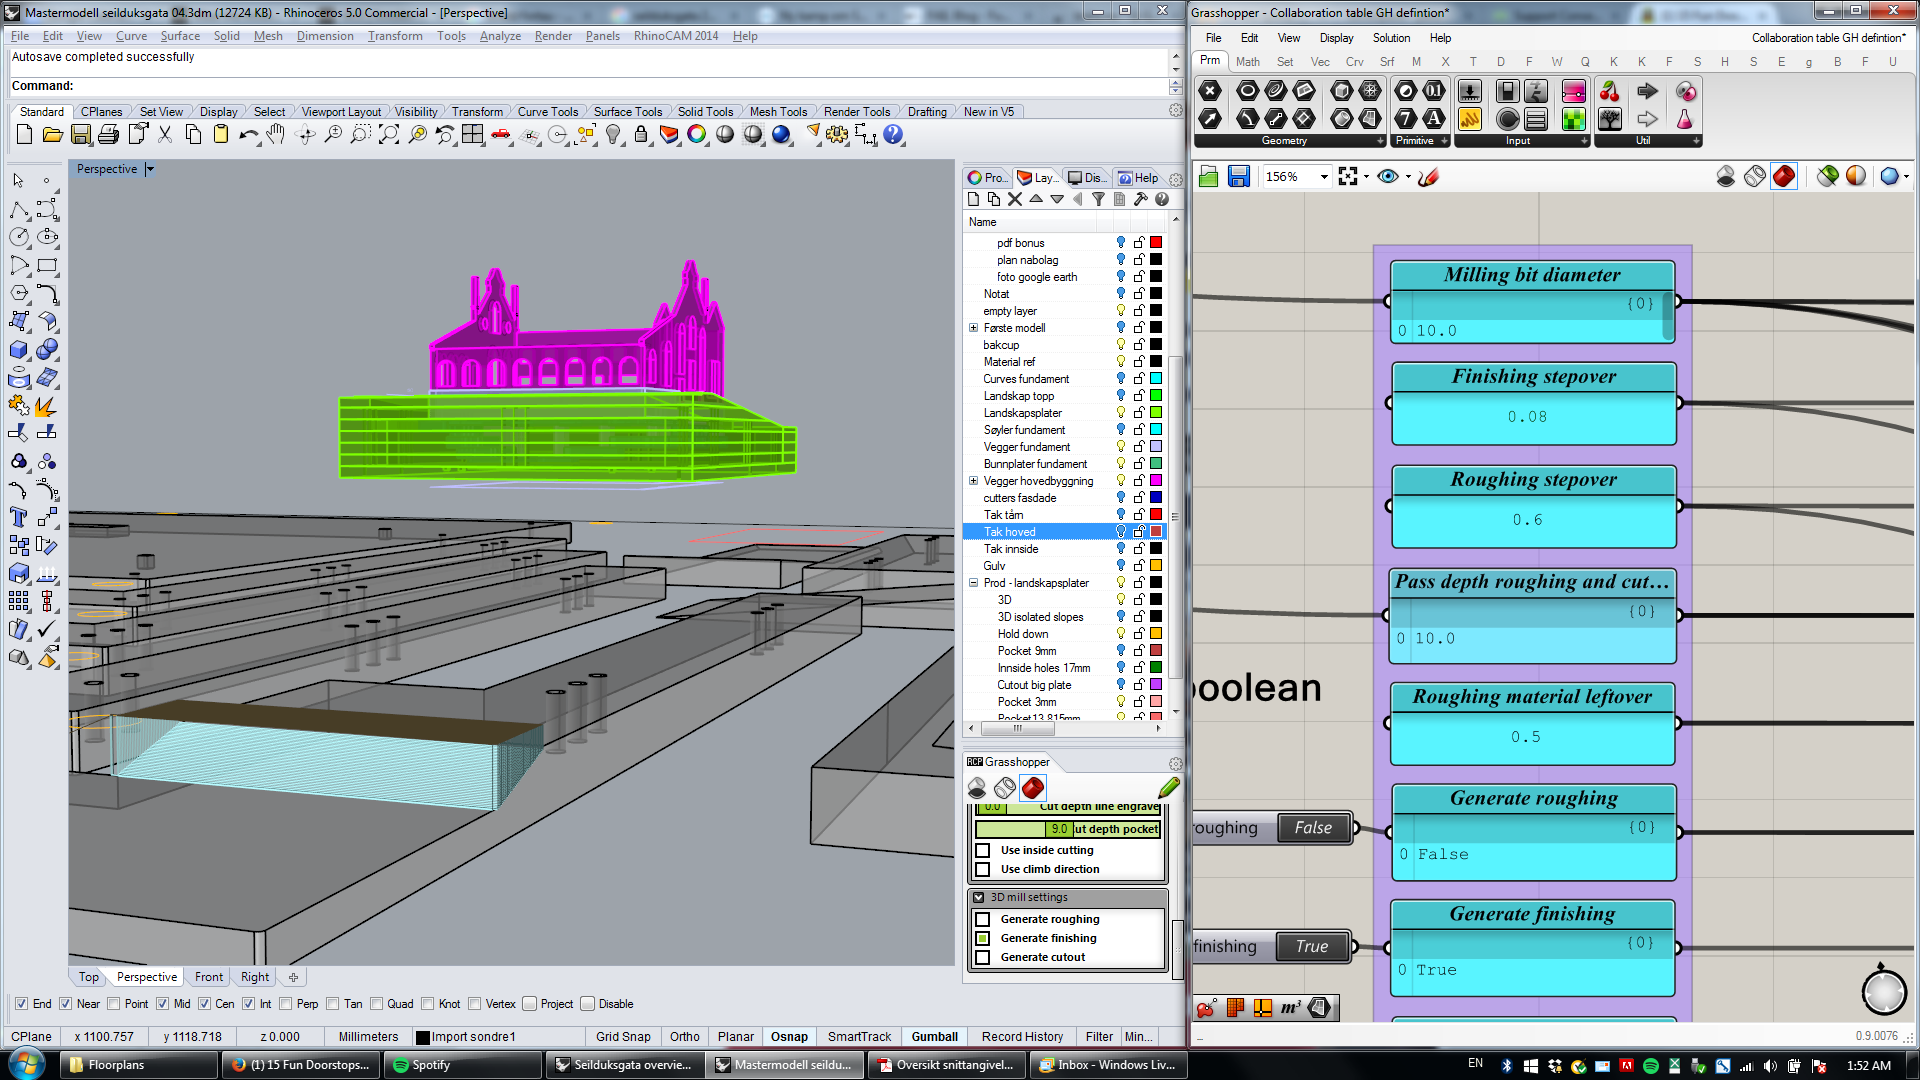 Mastermodell seilduksgata 04.3dm (12724 KB) - Rhinoceros 5.0 Commercial - [Perspective]
File Edit View Curve Surface Solid Mesh Dimension Transform Tools Analyze Render Panels RhinoCAM 2014 Help
Autosave completed successfully
Command:
Standard CPlanes Set View Display Select Viewport Layout Visibility Transform Curve Tools Surface Tools Solid Tools Mesh Tools Render Tools Drafting New in V5
Perspective
Pro... Lay... Dis... Help
Name
pdf bonus
plan nabolag
foto google earth
Notat
empty layer
Første modell
bakcup
Material ref
Curves fundament
Landskap topp
Landskapsplater
Søyler fundament
Vegger fundament
Bunnplater fundament
Vegger hovedbygning
cutters fasdade
Tak tårn
Tak hoved
Tak innside
Gulv
Prod - landskapsplater
3D
3D isolated slopes
Hold down
Pocket 9mm
Innside holes 17mm
Cutout big plate
Pocket 3mm
Pocket13.815mm
Grasshopper
0.0 Cut depth line engrave
9.0 ut depth pocket
Use inside cutting
Use climb direction
3D mill settings
Generate roughing
Generate finishing
Generate cutout
Top Perspective Front Right
End Near Point Mid Cen Int Perp Tan Quad Knot Vertex Project Disable
CPlane x 1100.757 y 1118.718 z 0.000 Millimeters Import sondre1 Grid Snap Ortho Planar Osnap SmartTrack Gumball Record History Filter Min...
Grasshopper - Collaboration table GH defintion*
File Edit View Display Solution Help
Collaboration table GH defintion*
Prm Math Set Vec Crv Srf M X T D F W Q K K F S H S E g B F U
Geometry Primitive Input Util
156%
Milling bit diameter
{0}
0 10.0
Finishing stepover
0.08
Roughing stepover
0.6
Pass depth roughing and cut...
{0}
0 10.0
Roughing material leftover
0.5
boolean
Generate roughing
{0}
0 False
roughing False
Generate finishing
{0}
0 True
finishing True
m³
0.9.0076
Floorplans
(1) 15 Fun Doorstops...
Spotify
Seilduksgata overvie...
Mastermodell seildu...
Oversikt snittangivel...
Inbox - Windows Liv...
EN
1:52 AM